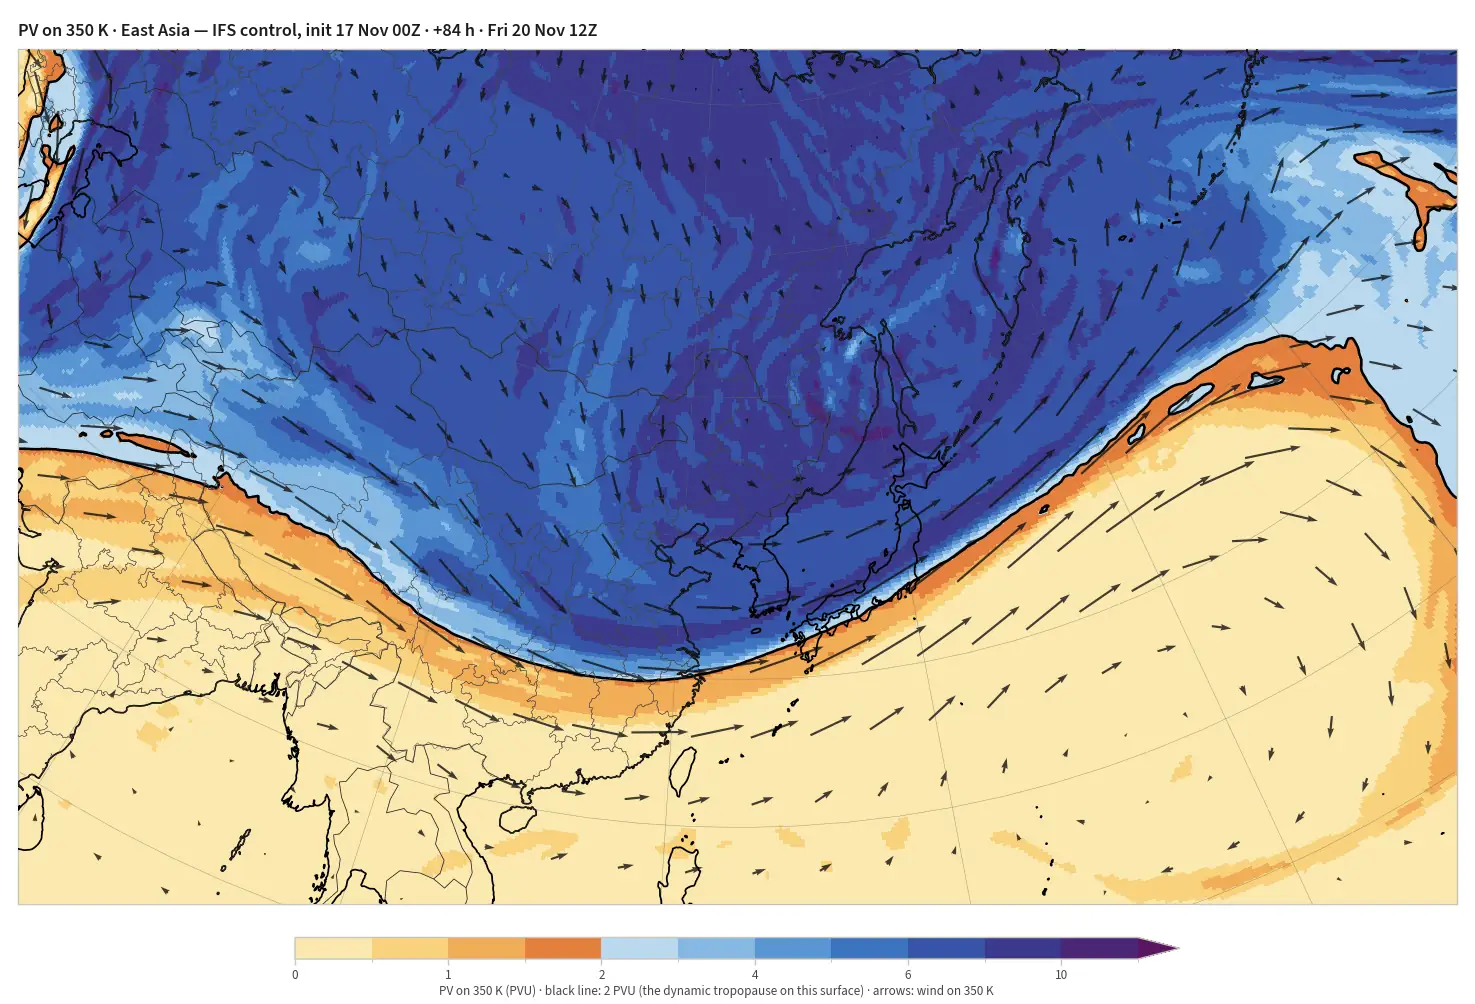 PV on 350 K · East Asia — IFS control, init 17 Nov 00Z · +84 h · Fri 20 Nov 12Z
0 1 2 4 6 10
PV on 350 K (PVU) · black line: 2 PVU (the dynamic tropopause on this surface) · arrows: wind on 350 K